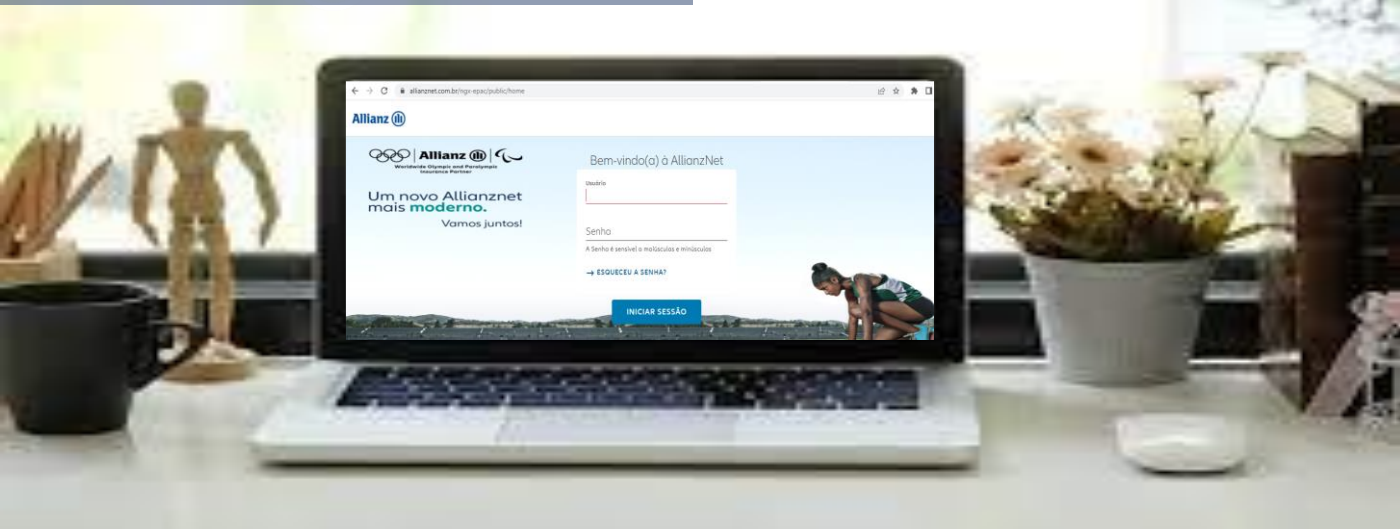 allianznet.com.br/ngx-epac/public/home
Allianz
Allianz
Worldwide Olympic and Paralympic
Insurance Partner
Um novo Allianznet
mais moderno.
Vamos juntos!
Bem-vindo(a) à AllianzNet
Usuário
Senha
A Senha é sensível a maiúsculas e minúsculas
→ ESQUECEU A SENHA?
INICIAR SESSÃO